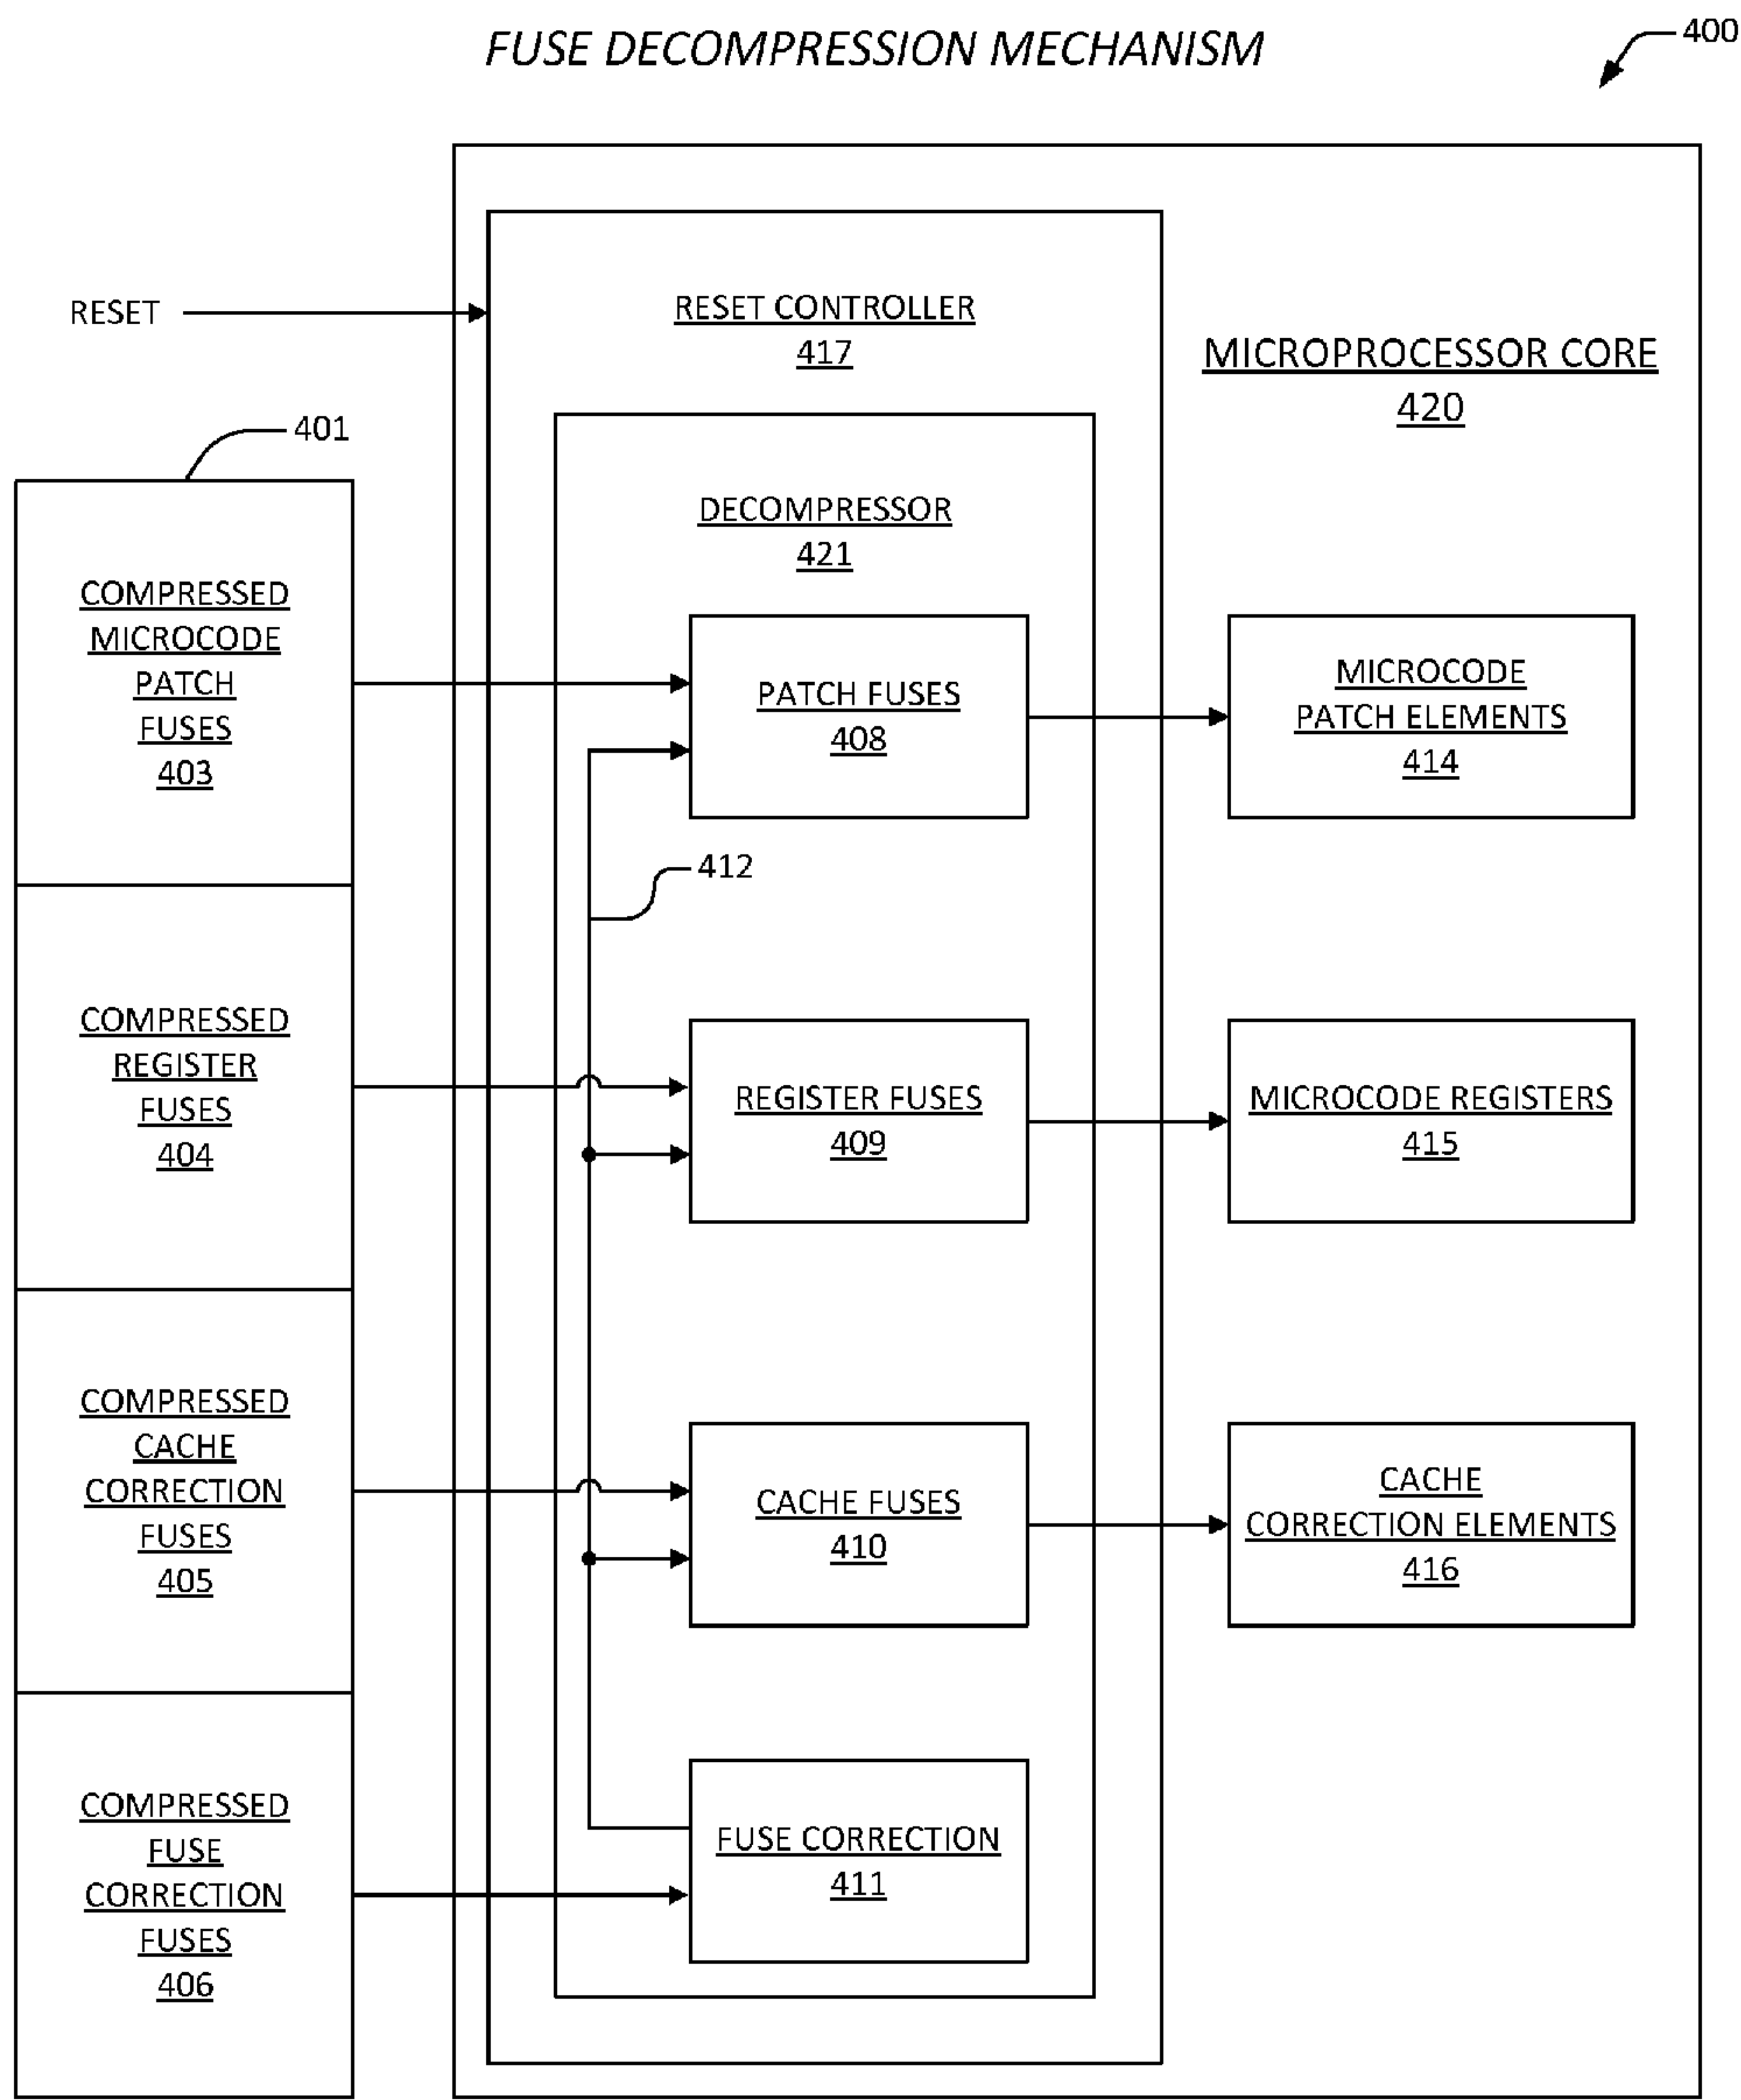 FUSE DECOMPRESSION MECHANISM
400
RESET
RESET CONTROLLER
417
MICROPROCESSOR CORE
420
401
DECOMPRESSOR
421
COMPRESSED
MICROCODE
PATCH
FUSES
403
PATCH FUSES
408
MICROCODE
PATCH ELEMENTS
414
412
COMPRESSED
REGISTER
FUSES
404
REGISTER FUSES
409
MICROCODE REGISTERS
415
COMPRESSED
CACHE
CORRECTION
FUSES
405
CACHE FUSES
410
CACHE
CORRECTION ELEMENTS
416
COMPRESSED
FUSE
CORRECTION
FUSES
406
FUSE CORRECTION
411